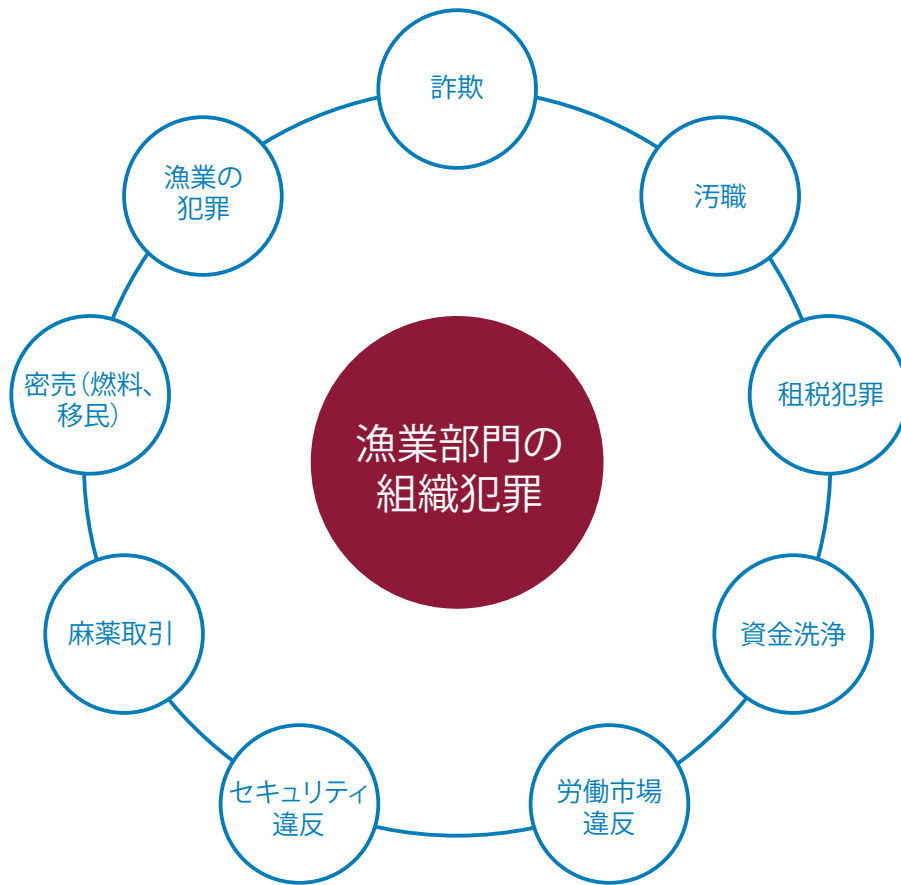 詐欺
汚職
租税犯罪
資金洗浄
労働市場
違反
セキュリティ
違反
麻薬取引
密売（燃料、
移民）
漁業の
犯罪
漁業部門の
組織犯罪